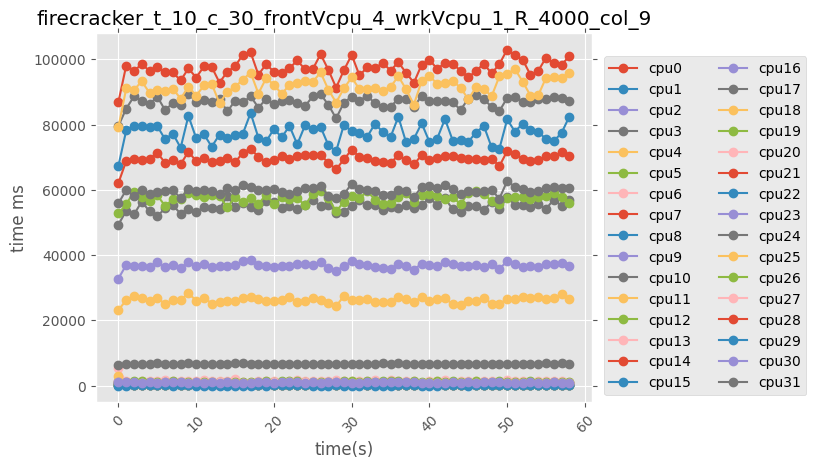 firecracker_t_10_c_30_frontVcpu_4_wrkVcpu_1_R_4000_col_9
time ms
100000
80000
60000
40000
20000
0
0
10
20
30
40
50
60
time(s)
cpu0
cpu1
cpu2
cpu3
cpu4
cpu5
cpu6
cpu7
cpu8
cpu9
cpu10
cpu11
cpu12
cpu13
cpu14
cpu15
cpu16
cpu17
cpu18
cpu19
cpu20
cpu21
cpu22
cpu23
cpu24
cpu25
cpu26
cpu27
cpu28
cpu29
cpu30
cpu31